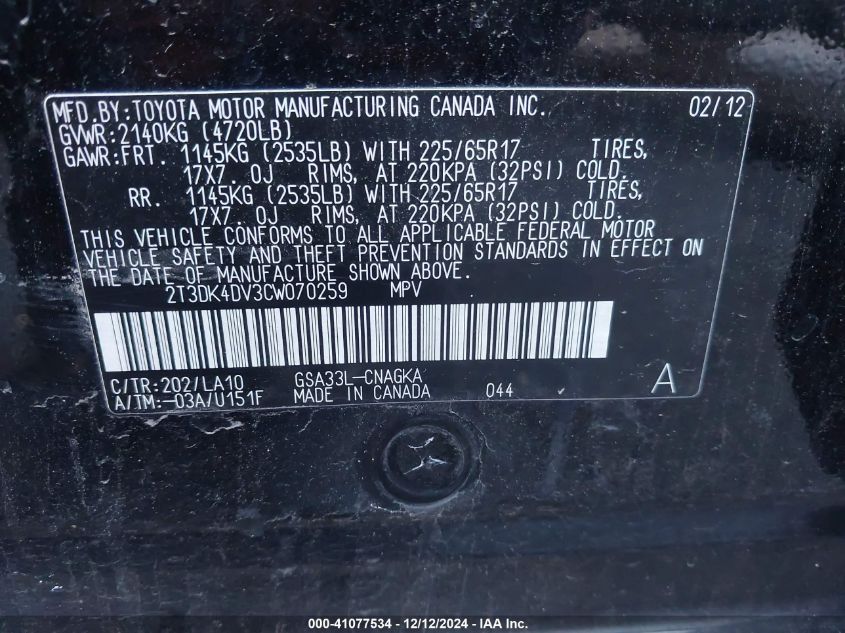 MFD.BY:TOYOTA MOTOR MANUFACTURING CANADA INC. 02/12
GVWR:2140KG (4720LB)
GAWR:FRT. 1145KG (2535LB) WITH 225/65R17 TIRES,
17X7.0J RIMS, AT 220KPA (32PSI) COLD.
RR. 1145KG (2535LB) WITH 225/65R17 TIRES,
17X7.0J RIMS, AT 220KPA (32PSI) COLD.
THIS VEHICLE CONFORMS TO ALL APPLICABLE FEDERAL MOTOR
VEHICLE SAFETY AND THEFT PREVENTION STANDARDS IN EFFECT ON
THE DATE OF MANUFACTURE SHOWN ABOVE.
2T3DK4DV3CW070259 MPV
C/TR:202/LA10 GSA33L-CNAGKA
A/TM:-03A/U151F MADE IN CANADA 044 A
000-41077534 - 12/12/2024 - IAA Inc.